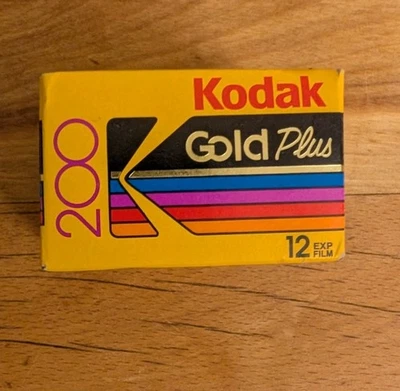 Kodak
Gold Plus
200
12 EXP
FILM